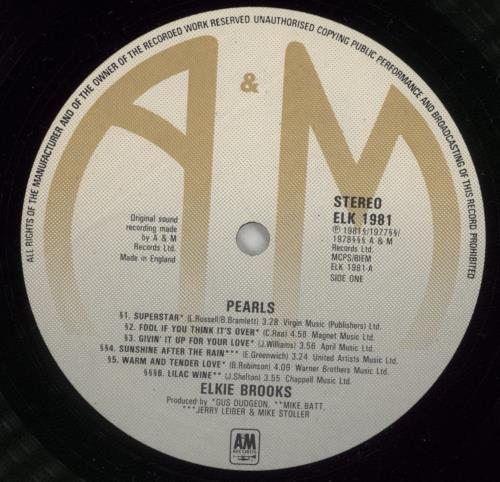 ALL RIGHTS OF THE MANUFACTURER AND OF THE OWNER OF THE RECORDED WORK RESERVED. UNAUTHORISED COPYING PUBLIC PERFORMANCE AND BROADCASTING OF THIS RECORD PROHIBITED
A & M
Original sound
recording made
by A & M
Records Ltd.
Made in England
STEREO
ELK 1981
℗ 1981§/1977§§/
1978§§§ A & M
Records Ltd.
MCPS/BIEM
ELK 1981-A
SIDE ONE
PEARLS
§1. SUPERSTAR* (L.Russell/B.Bramlett) 3.28 Virgin Music (Publishers) Ltd.
§2. FOOL IF YOU THINK IT'S OVER* (C.Rea) 4.58 Magnet Music Ltd.
§3. GIVIN' IT UP FOR YOUR LOVE* (J.Williams) 3.56 April Music Ltd.
§§4. SUNSHINE AFTER THE RAIN*** (E.Greenwich) 3.24 United Artists Music Ltd.
§5. WARM AND TENDER LOVE* (B.Robinson) 4.09 Warner Brothers Music Ltd.
§§§6. LILAC WINE** (J.Shelton) 3.55 Chappell Music Ltd.
ELKIE BROOKS
Produced by *GUS DUDGEON, **MIKE BATT,
***JERRY LEIBER & MIKE STOLLER
AM
RECORDS